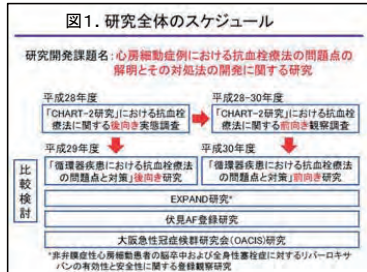 図1. 研究全体のスケジュール
研究開発課題名：心房細動症例における抗血栓療法の問題点の
解明とその対処法の開発に関する研究
平成28年度
「CHART-2研究」における抗血栓
療法に関する後向き実態調査
平成28-30年度
「CHART-2研究」における抗血栓
療法に関する前向き観察調査
平成29年度
「循環器疾患における抗血栓療法
の問題点と対策」後向き研究
平成30年度
「循環器疾患における抗血栓療法
の問題点と対策」前向き研究
比較検討
EXPAND研究*
伏見AF登録研究
大阪急性冠症候群研究会(OACIS)研究
*非弁膜症性心房細動患者の脳卒中および全身性塞栓症に対するリバーロキサ
バンの有効性と安全性に関する登録観察研究